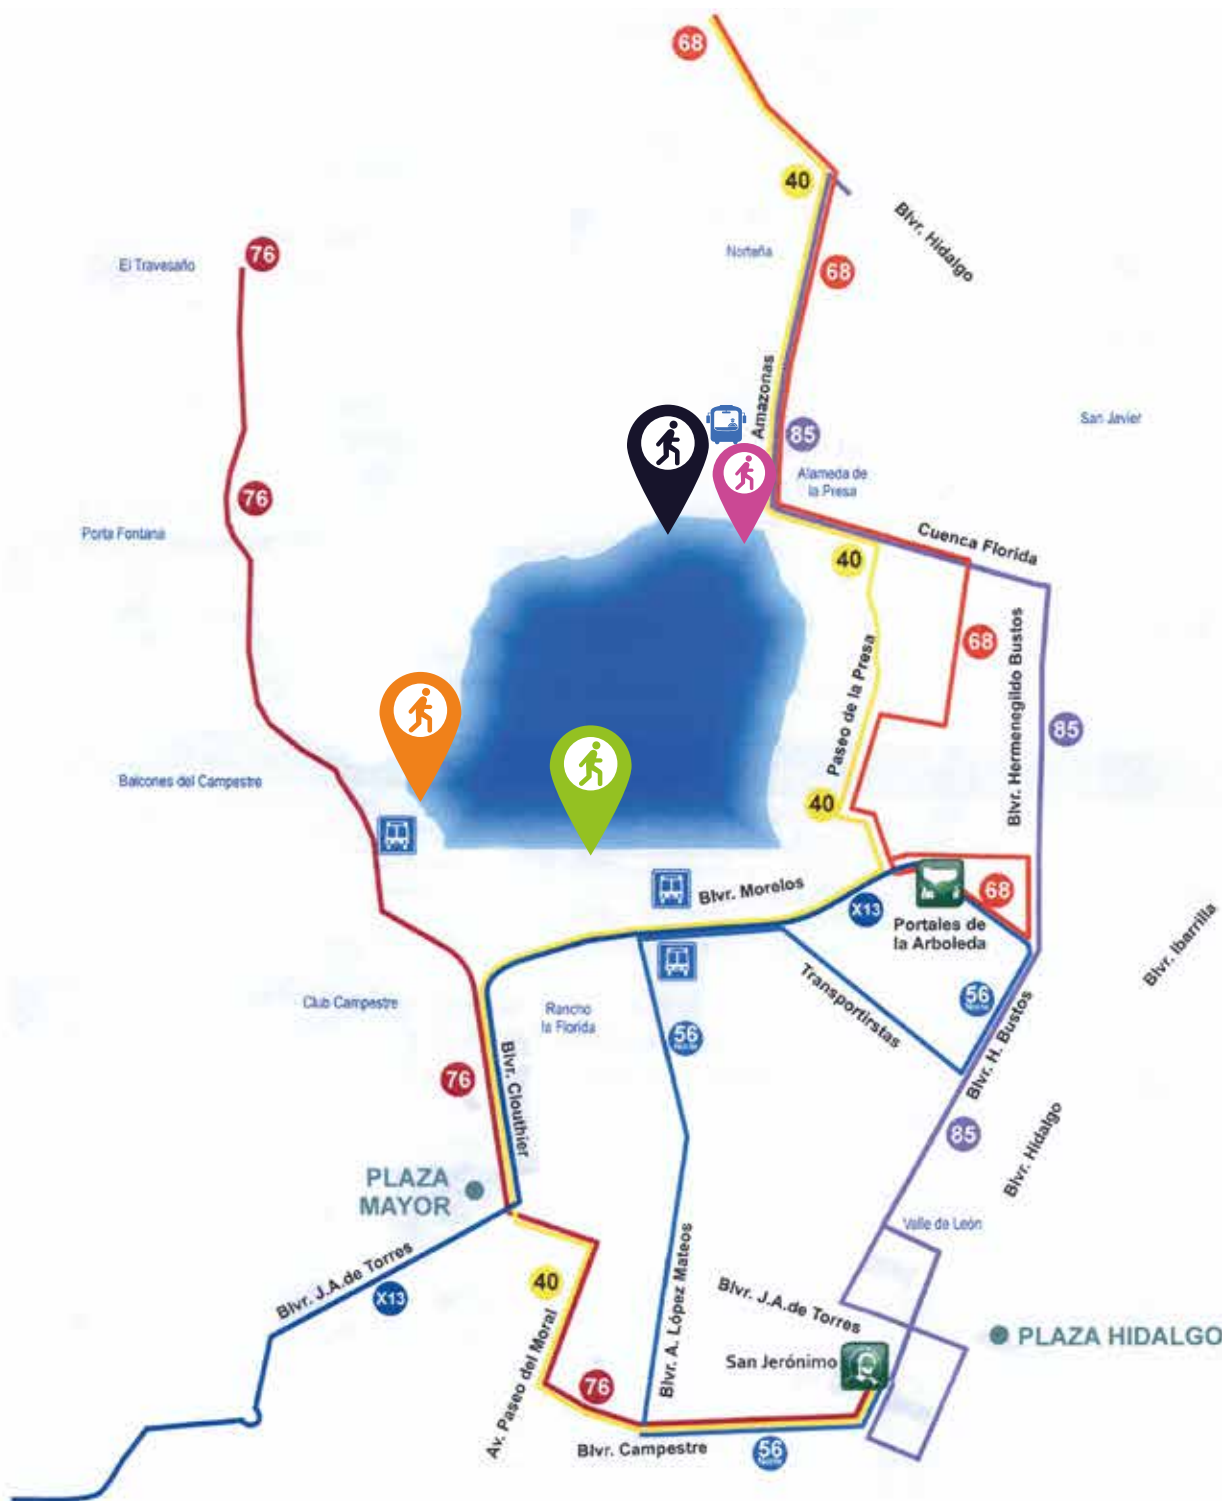 68
40
Blvr. Hidalgo
Norteña
68
76
El Travesaño
Amazonas
San Javier
85
Alameda de
la Presa
76
Porta Fontana
Cuenca Florida
40
68
Blvr. Hermenegildo Bustos
Paseo de la Presa
85
Balcones del Campestre
40
Blvr. Morelos
68
X13
Portales de
la Arboleda
Blvr. Ibarrilla
Transportirstas
56
Norte
Club Campestre
Rancho
la Florida
56
Norte
Blvr. H. Bustos
Blvr. Clouthier
76
85
Blvr. Hidalgo
PLAZA
MAYOR
Valle de León
Blvr. J.A.de Torres
X13
40
Blvr. A. López Mateos
Blvr. J.A.de Torres
PLAZA HIDALGO
San Jerónimo
Av. Paseo del Moral
76
Blvr. Campestre
56
Norte